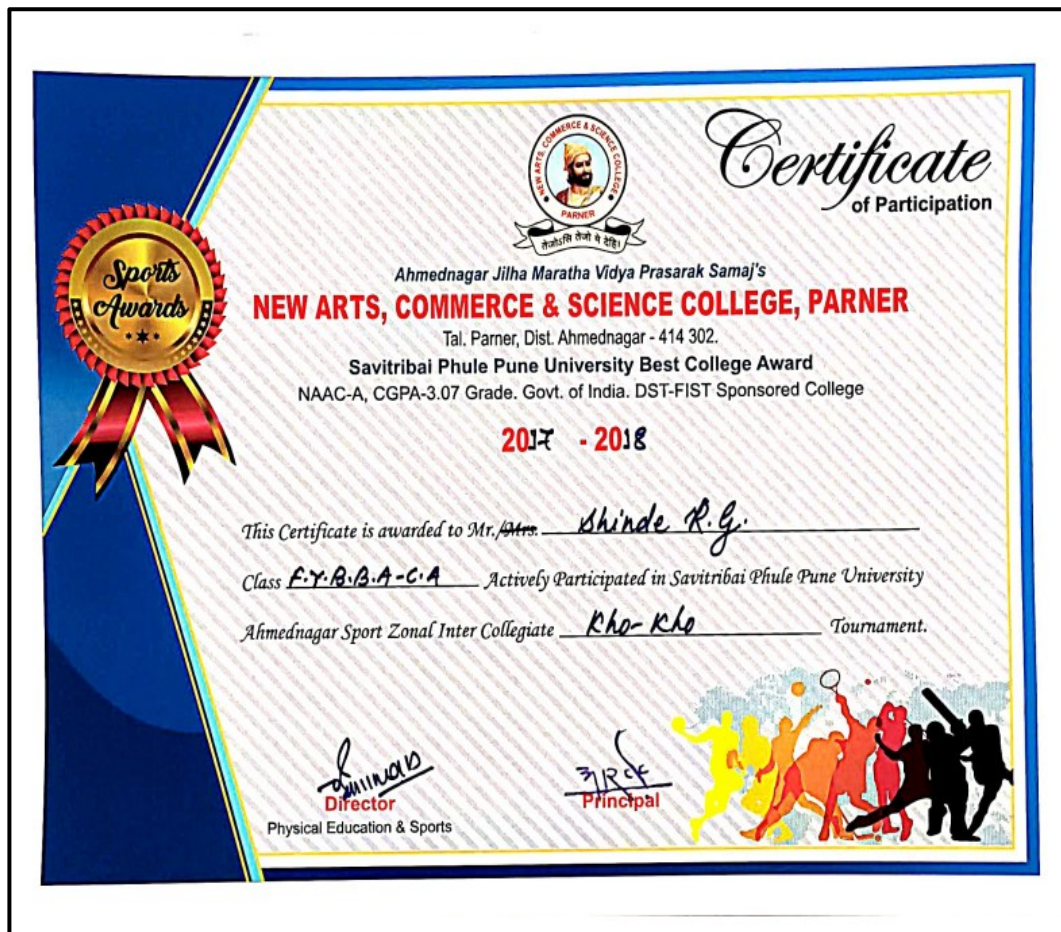 NEW ARTS, COMMERCE & SCIENCE COLLEGE
PARNER
तेजोऽसि तेजो मे देहि।
Certificate
of Participation
Sports
Awards
Ahmednagar Jilha Maratha Vidya Prasarak Samaj's
NEW ARTS, COMMERCE & SCIENCE COLLEGE, PARNER
Tal. Parner, Dist. Ahmednagar - 414 302.
Savitribai Phule Pune University Best College Award
NAAC-A, CGPA-3.07 Grade. Govt. of India. DST-FIST Sponsored College
2017 - 2018
This Certificate is awarded to Mr./Mrs. Shinde R.G.
Class F.Y.B.B.A-C.A Actively Participated in Savitribai Phule Pune University
Ahmednagar Sport Zonal Inter Collegiate Kho-Kho Tournament.
Director
Physical Education & Sports
Principal